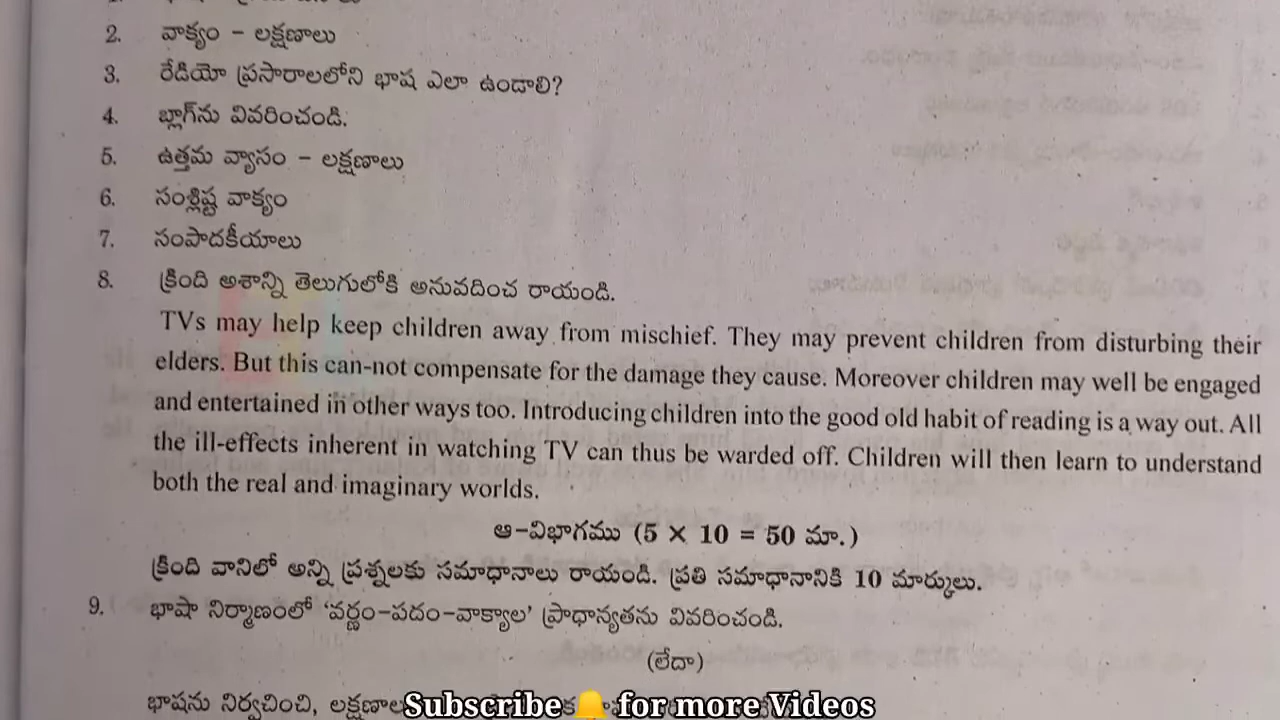 2. వాక్యం - లక్షణాలు
3. రేడియో ప్రసారాలలోని భాష ఎలా ఉండాలి?
4. బ్లాగ్‌ను వివరించండి.
5. ఉత్తమ వ్యాసం - లక్షణాలు
6. సంశ్లిష్ట వాక్యం
7. సంపాదకీయాలు
8. క్రింది అశాన్ని తెలుగులోకి అనువదించ రాయండి.
TVs may help keep children away from mischief. They may prevent children from disturbing their
elders. But this can-not compensate for the damage they cause. Moreover children may well be engaged
and entertained in other ways too. Introducing children into the good old habit of reading is a way out. All
the ill-effects inherent in watching TV can thus be warded off. Children will then learn to understand
both the real and imaginary worlds.
ఆ-విభాగము (5 × 10 = 50 మా.)
క్రింది వానిలో అన్ని ప్రశ్నలకు సమాధానాలు రాయండి. ప్రతి సమాధానానికి 10 మార్కులు.
9. భాషా నిర్మాణంలో ‘వర్ణం-పదం-వాక్యాల’ ప్రాధాన్యతను వివరించండి.
(లేదా)
భాషను నిర్వచించి,
Subscribe 🔔 for more Videos